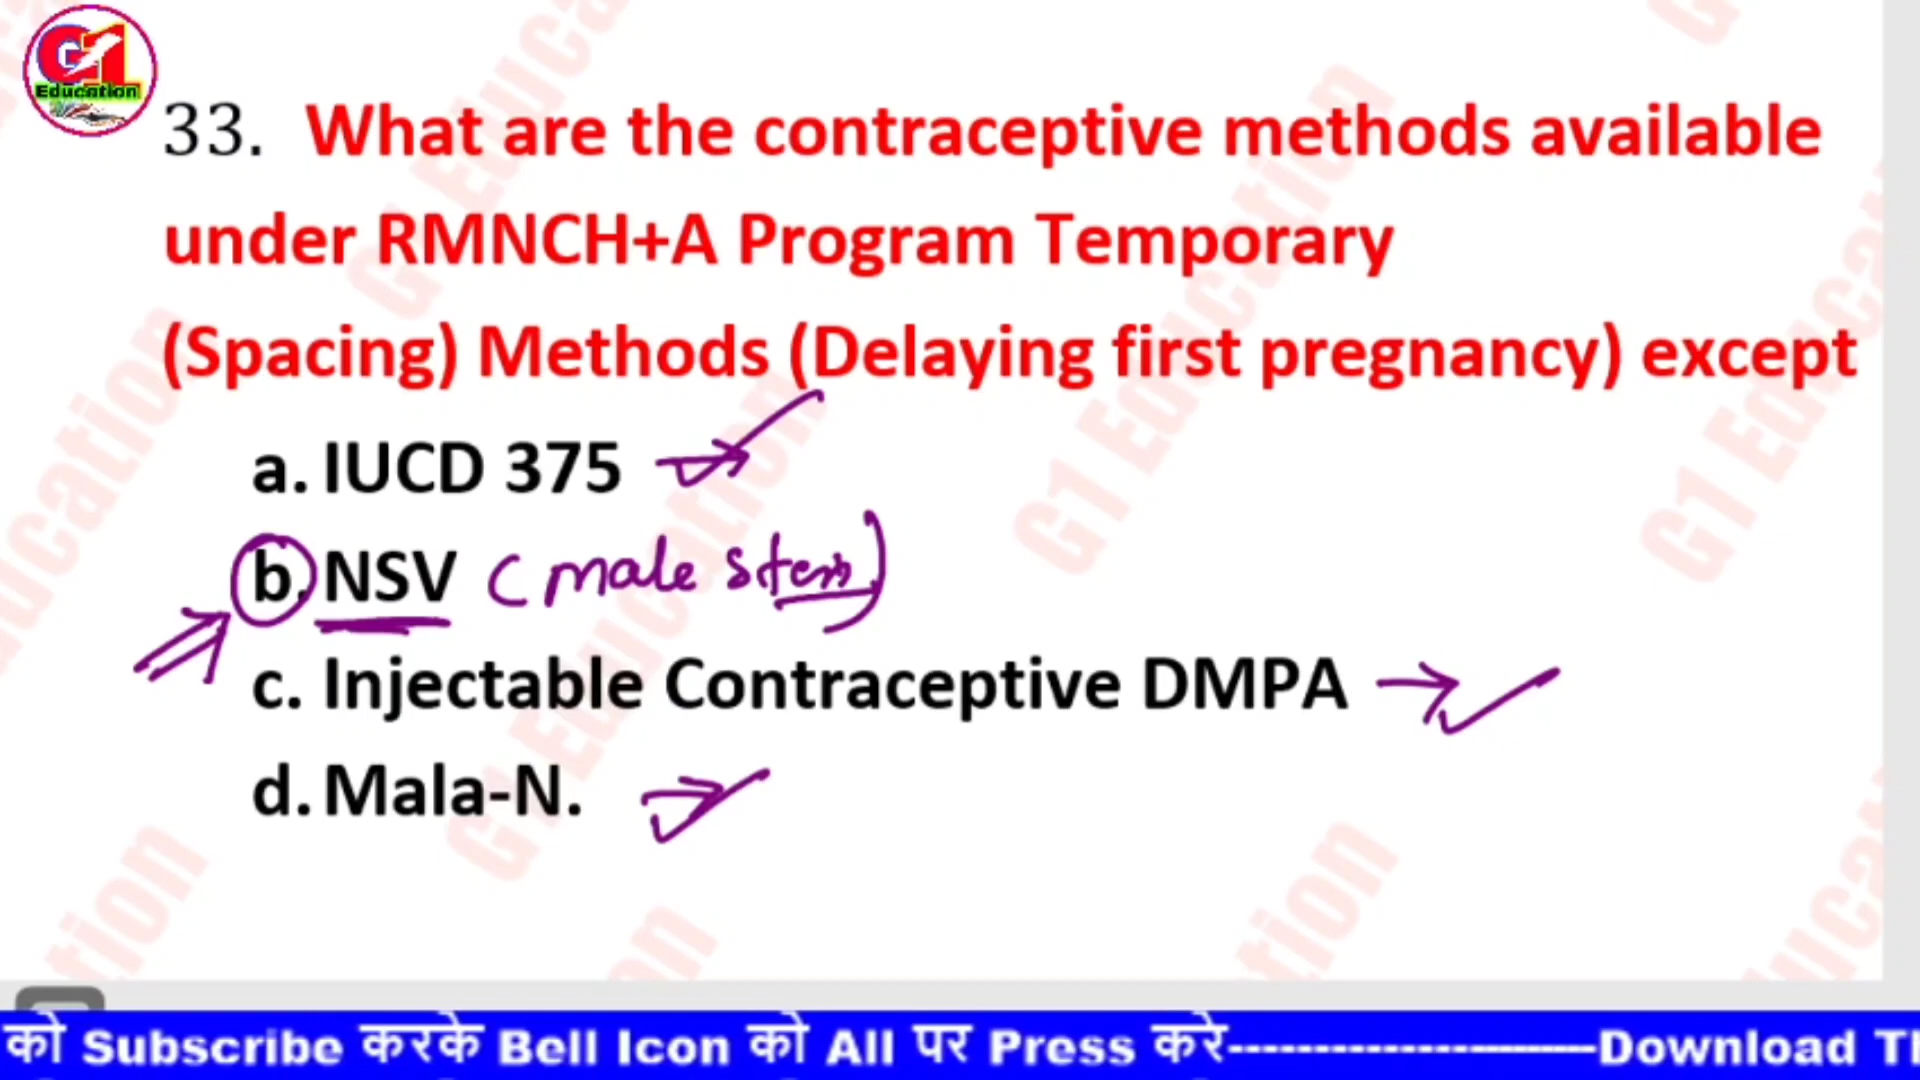 G1
Education
33. What are the contraceptive methods available
under RMNCH+A Program Temporary
(Spacing) Methods (Delaying first pregnancy) except
a. IUCD 375
b. NSV (male
c. Injectable Contraceptive DMPA
d. Mala-N.
को Subscribe करके Bell Icon को All पर Press करे--------------------Download